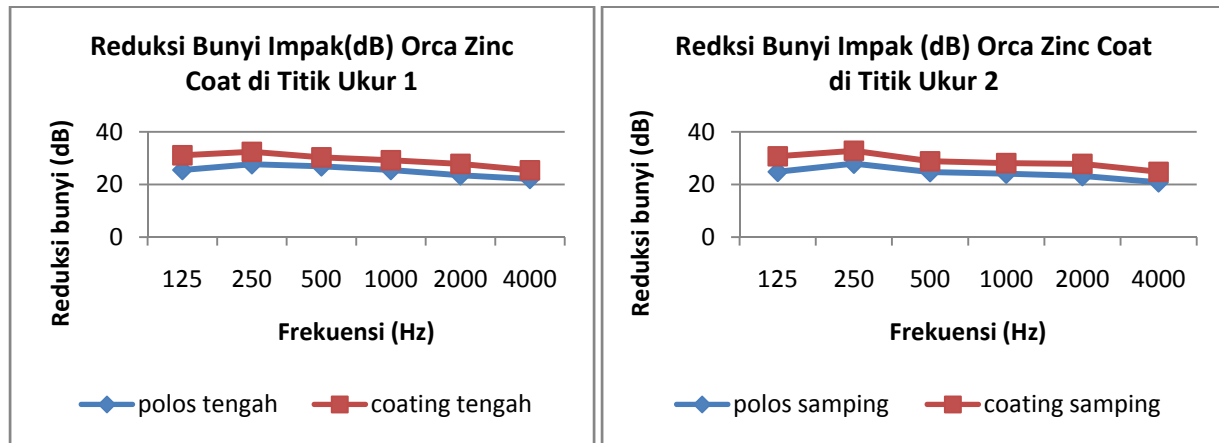 Reduksi Bunyi Impak(dB) Orca Zinc
Coat di Titik Ukur 1
Reduksi bunyi (dB)
40
20
0
125 250 500 1000 2000 4000
Frekuensi (Hz)
polos tengah coating tengah
Redksi Bunyi Impak (dB) Orca Zinc Coat
di Titik Ukur 2
Reduksi bunyi (dB)
40
20
0
125 250 500 1000 2000 4000
Frekuensi (Hz)
polos samping coating samping